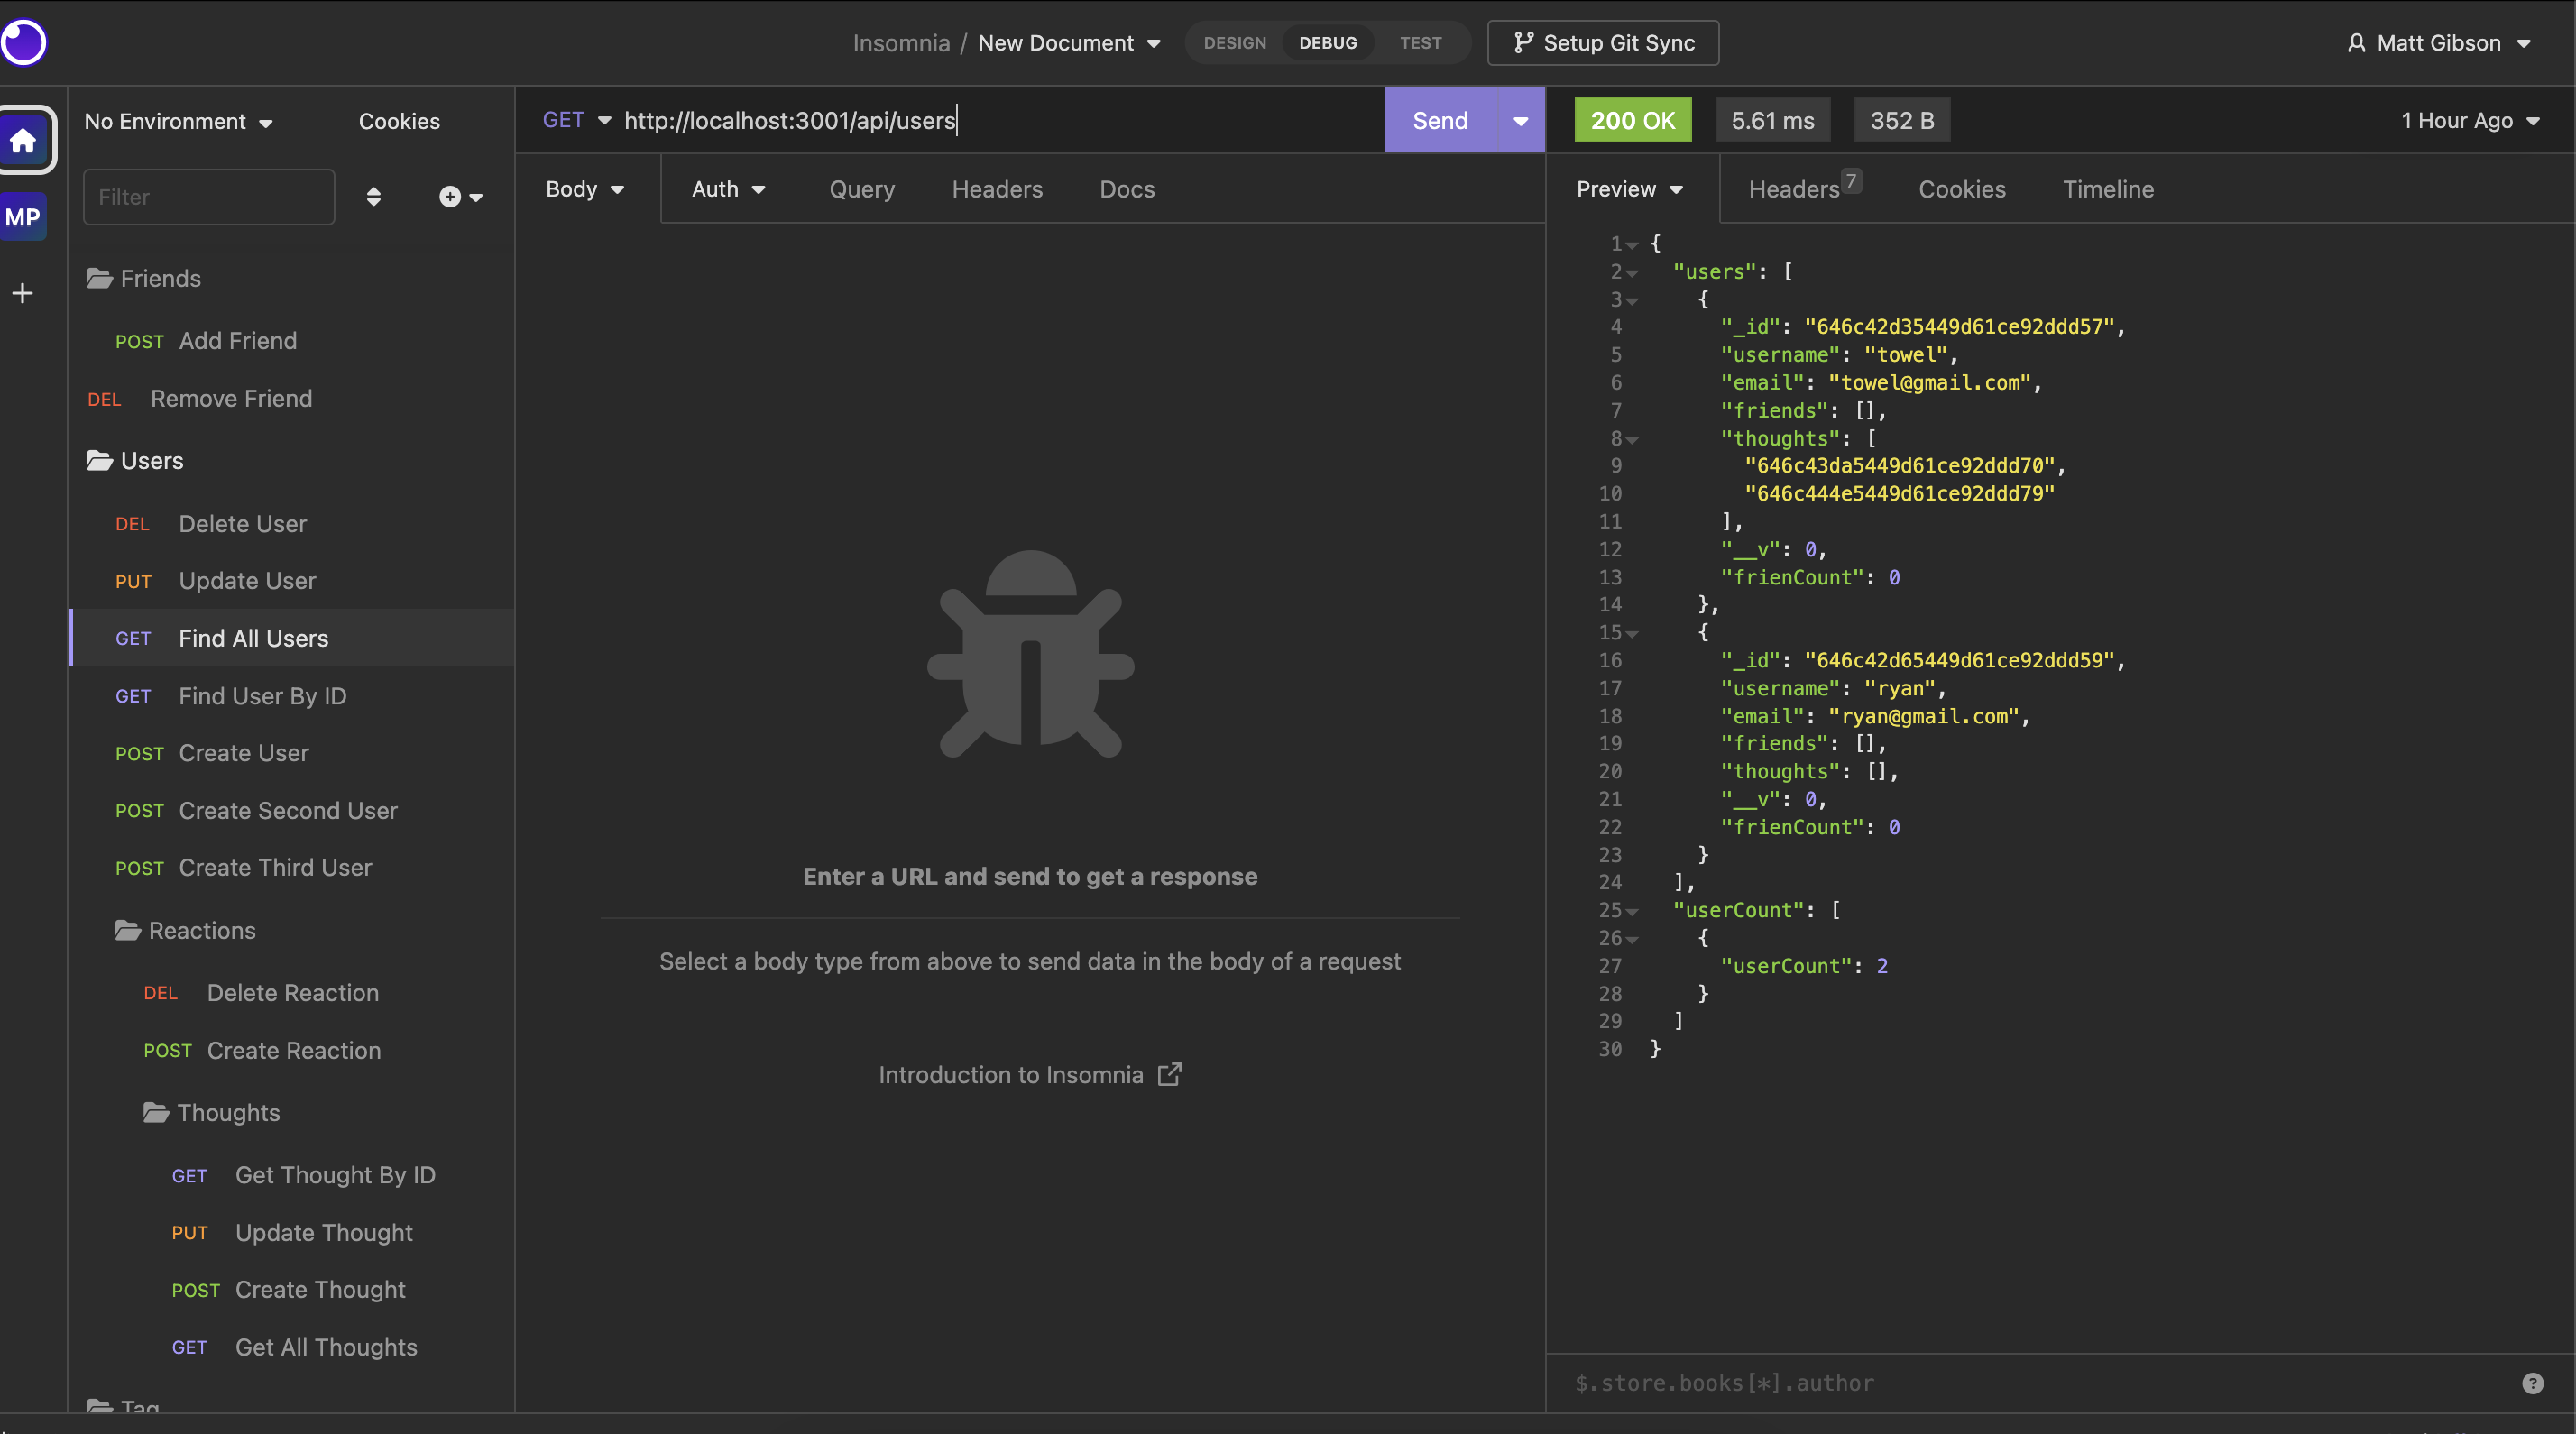 Insomnia / New Document
DESIGN DEBUG TEST
Setup Git Sync
Matt Gibson
MP
No Environment
Cookies
Filter
Friends
POST Add Friend
DEL Remove Friend
Users
DEL Delete User
PUT Update User
GET Find All Users
GET Find User By ID
POST Create User
POST Create Second User
POST Create Third User
Reactions
DEL Delete Reaction
POST Create Reaction
Thoughts
GET Get Thought By ID
PUT Update Thought
POST Create Thought
GET Get All Thoughts
Tag
GET http://localhost:3001/api/users
Send
Body Auth Query Headers Docs
Enter a URL and send to get a response
Select a body type from above to send data in the body of a request
Introduction to Insomnia
200 OK 5.61 ms 352 B
1 Hour Ago
Preview Headers 7 Cookies Timeline
1 {
2 "users": [
3 {
4 "_id": "646c42d35449d61ce92ddd57",
5 "username": "towel",
6 "email": "towel@gmail.com",
7 "friends": [],
8 "thoughts": [
9 "646c43da5449d61ce92ddd70",
10 "646c444e5449d61ce92ddd79"
11 ],
12 "__v": 0,
13 "frienCount": 0
14 },
15 {
16 "_id": "646c42d65449d61ce92ddd59",
17 "username": "ryan",
18 "email": "ryan@gmail.com",
19 "friends": [],
20 "thoughts": [],
21 "__v": 0,
22 "frienCount": 0
23 }
24 ],
25 "userCount": [
26 {
27 "userCount": 2
28 }
29 ]
30 }
$.store.books[*].author
?